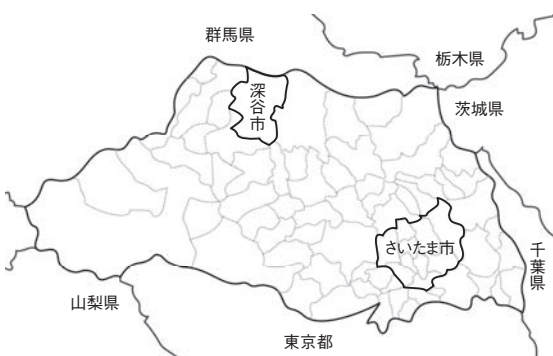 群馬県
栃木県
深谷市
茨城県
さいたま市
千葉県
山梨県
東京都